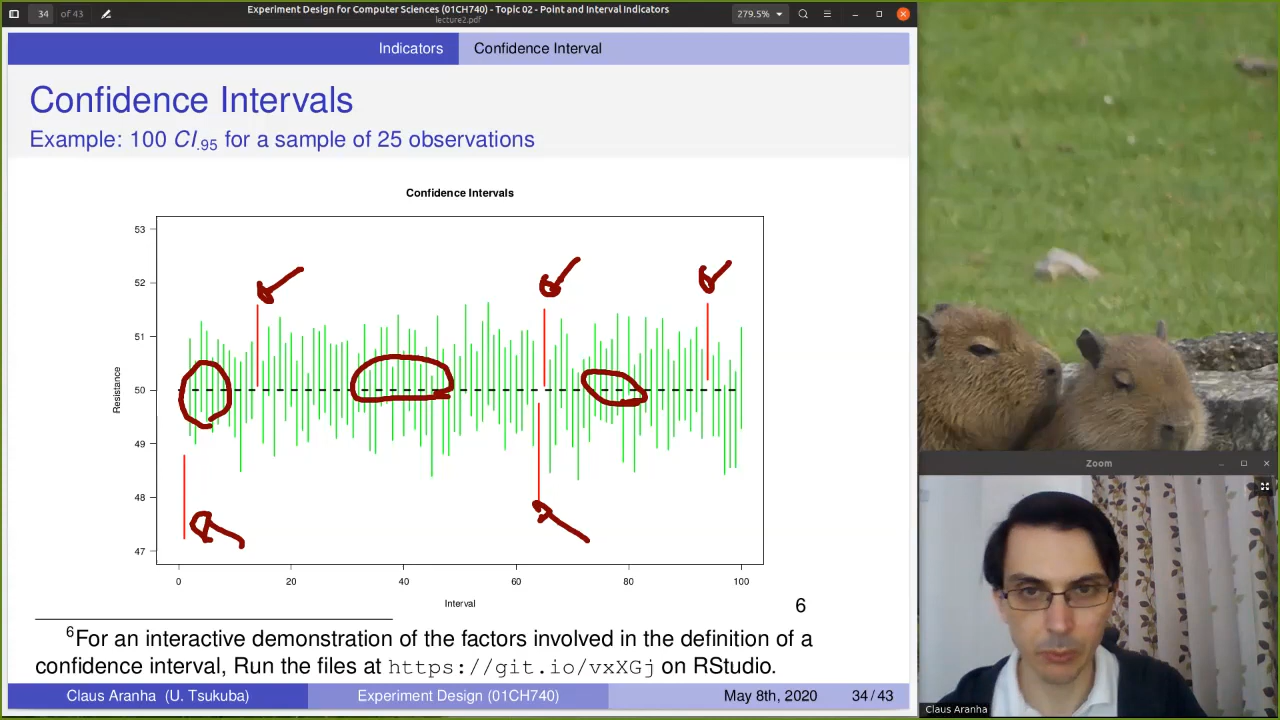 34 of 43
Experiment Design for Computer Sciences (01CH740) - Topic 02 - Point and Interval Indicators
lecture2.pdf
279.5%
Indicators
Confidence Interval
Confidence Intervals
Example: 100 CI.95 for a sample of 25 observations
Confidence Intervals
53
52
51
50
49
48
47
Resistance
0 20 40 60 80 100
Interval
6
6For an interactive demonstration of the factors involved in the definition of a
confidence interval, Run the files at https://git.io/vxXGj on RStudio.
Claus Aranha (U. Tsukuba)
Experiment Design (01CH740)
May 8th, 2020
34/43
Zoom
Claus Aranha